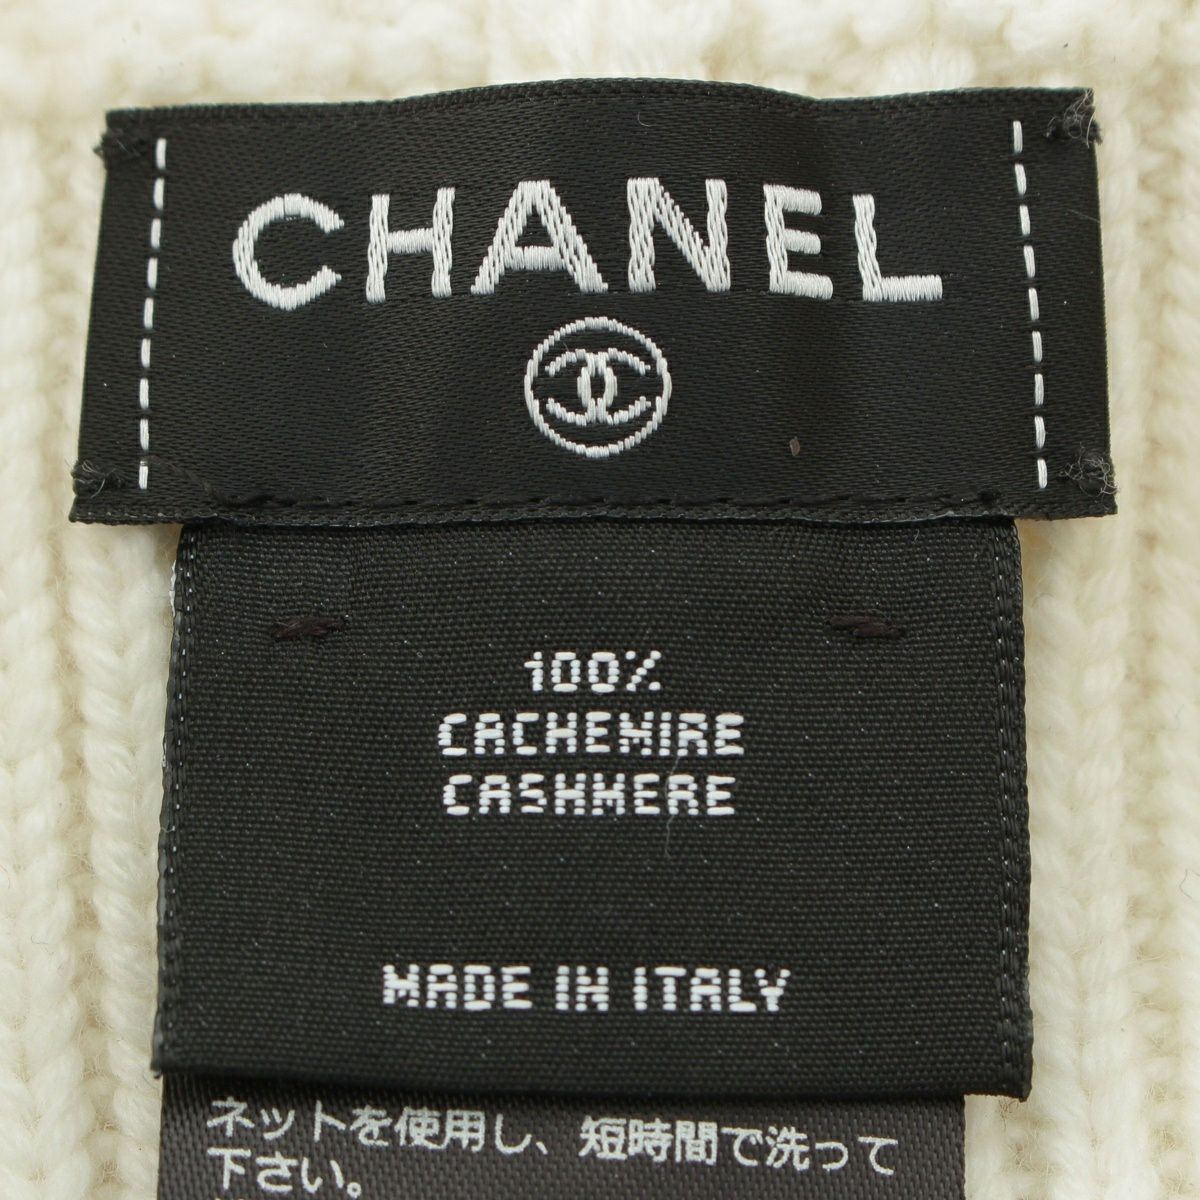 CHANEL
100%
CACHEMIRE
CASHMERE
MADE IN ITALY
ネットを使用し、短時間で洗って
下さい。